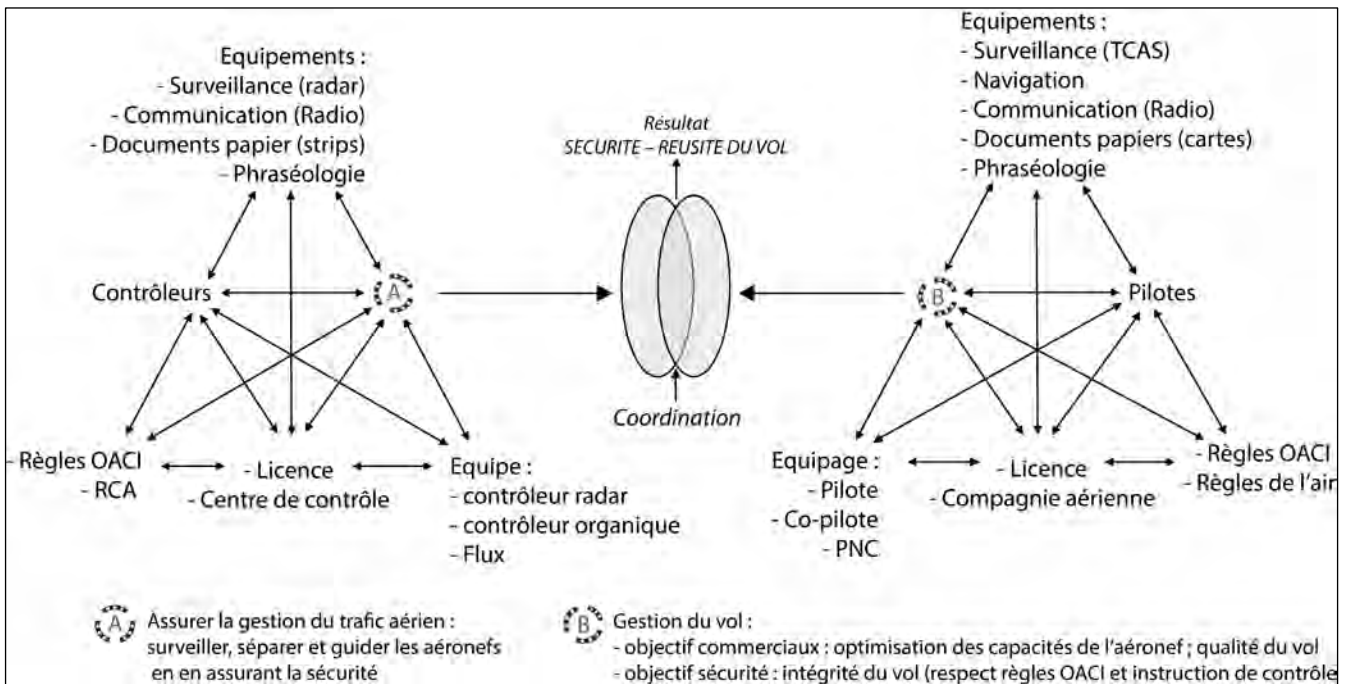 Equipements :
- Surveillance (radar)
- Communication (Radio)
- Documents papier (strips)
- Phraséologie
Contrôleurs
A
- Règles OACI
- RCA
- Licence
- Centre de contrôle
Equipe :
- contrôleur radar
- contrôleur organique
- Flux
Résultat
SECURITE – REUSITE DU VOL
Coordination
Equipements :
- Surveillance (TCAS)
- Navigation
- Communication (Radio)
- Documents papiers (cartes)
- Phraséologie
B
Pilotes
Equipage :
- Pilote
- Co-pilote
- PNC
- Licence
- Compagnie aérienne
- Règles OACI
- Règles de l'air
A Assurer la gestion du trafic aérien :
surveiller, séparer et guider les aéronefs
en en assurant la sécurité
B Gestion du vol :
- objectif commerciaux : optimisation des capacités de l'aéronef ; qualité du vol
- objectif sécurité : intégrité du vol (respect règles OACI et instruction de contrôle